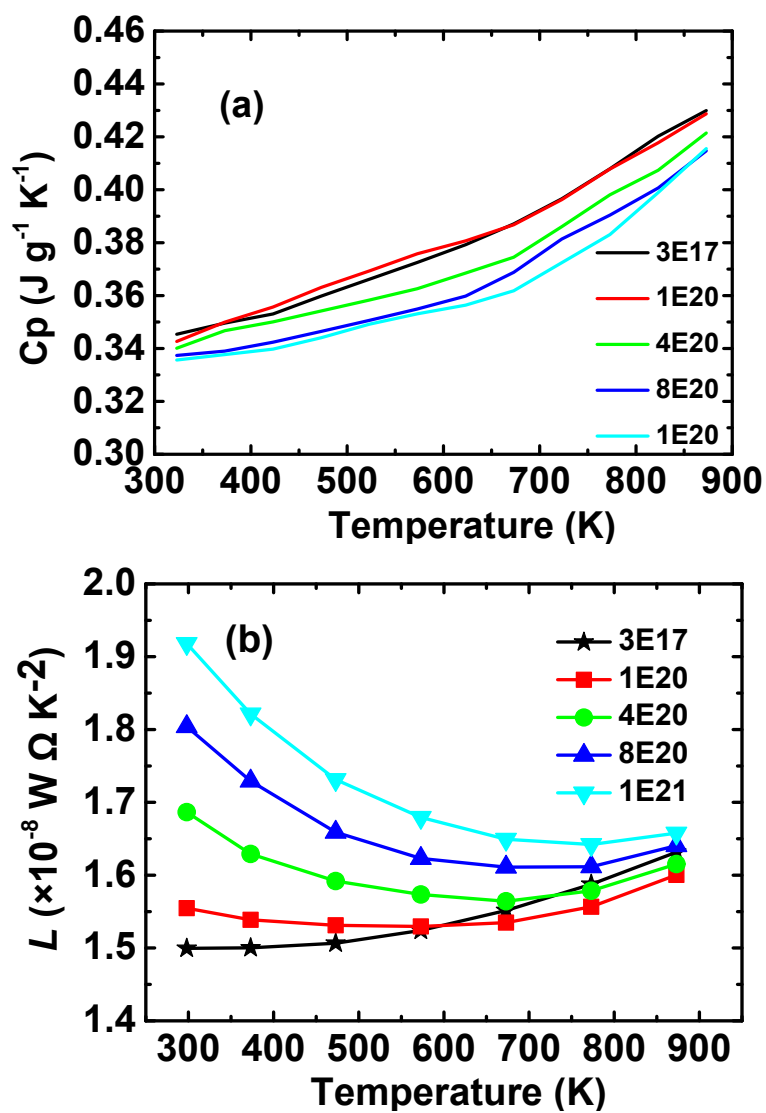 (a)
Cp (J g⁻¹ K⁻¹)
0.46
0.44
0.42
0.40
0.38
0.36
0.34
0.32
0.30
3E17
1E20
4E20
8E20
1E20
300 400 500 600 700 800 900
Temperature (K)
(b)
L (×10⁻⁸ W Ω K⁻²)
2.0
1.9
1.8
1.7
1.6
1.5
1.4
3E17
1E20
4E20
8E20
1E21
300 400 500 600 700 800 900
Temperature (K)